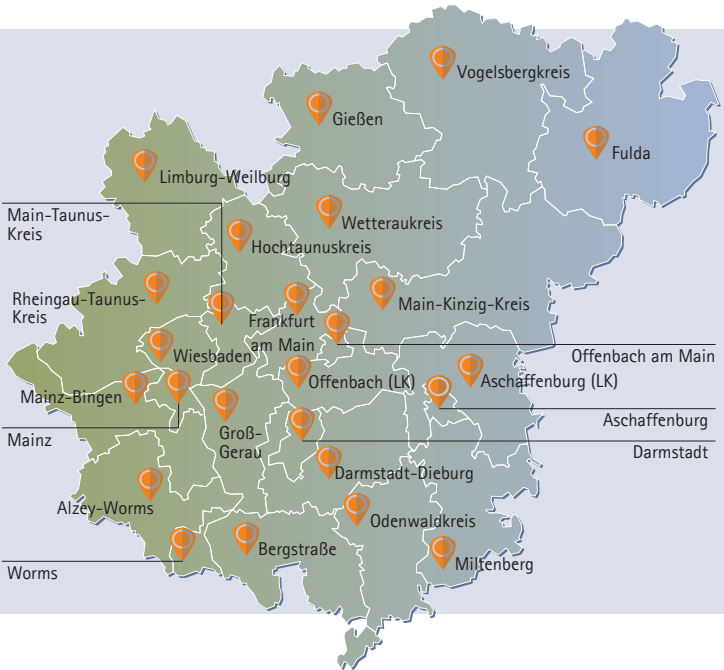 Vogelsbergkreis
Gießen
Fulda
Limburg-Weilburg
Main-Taunus-
Kreis
Wetteraukreis
Hochtaunuskreis
Rheingau-Taunus-
Kreis
Main-Kinzig-Kreis
Frankfurt
am Main
Wiesbaden
Offenbach am Main
Offenbach (LK)
Aschaffenburg (LK)
Mainz-Bingen
Aschaffenburg
Mainz
Groß-
Gerau
Darmstadt
Darmstadt-Dieburg
Alzey-Worms
Odenwaldkreis
Bergstraße
Miltenberg
Worms